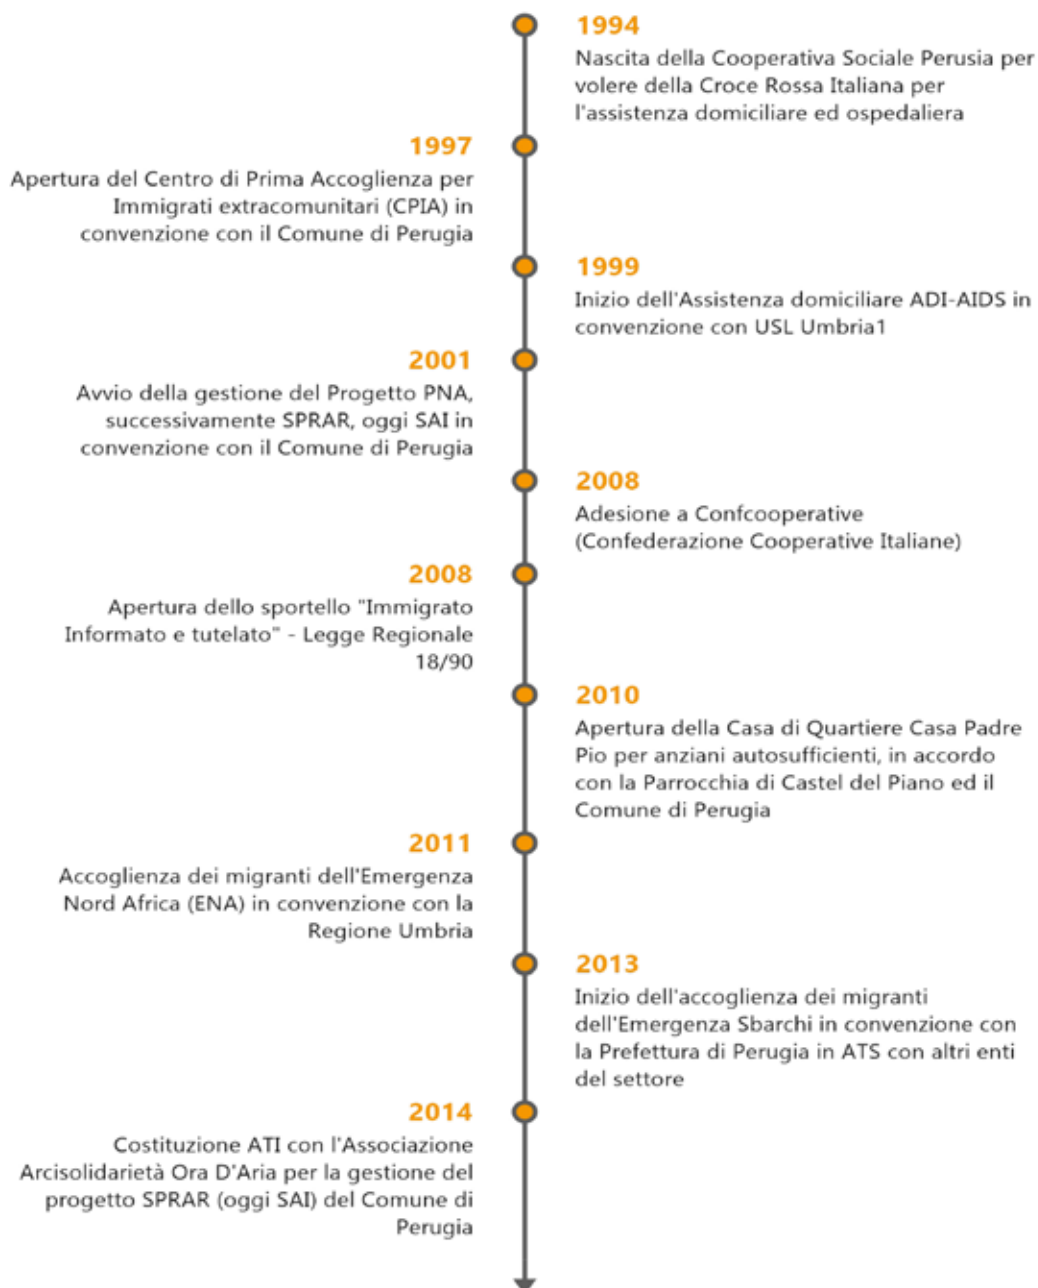 1994
Nascita della Cooperativa Sociale Perusia per
volere della Croce Rossa Italiana per
l'assistenza domiciliare ed ospedaliera
1997
Apertura del Centro di Prima Accoglienza per
Immigrati extracomunitari (CPIA) in
convenzione con il Comune di Perugia
1999
Inizio dell'Assistenza domiciliare ADI-AIDS in
convenzione con USL Umbria1
2001
Avvio della gestione del Progetto PNA,
successivamente SPRAR, oggi SAI in
convenzione con il Comune di Perugia
2008
Adesione a Confcooperative
(Confederazione Cooperative Italiane)
2008
Apertura dello sportello "Immigrato
Informato e tutelato" - Legge Regionale
18/90
2010
Apertura della Casa di Quartiere Casa Padre
Pio per anziani autosufficienti, in accordo
con la Parrocchia di Castel del Piano ed il
Comune di Perugia
2011
Accoglienza dei migranti dell'Emergenza
Nord Africa (ENA) in convenzione con la
Regione Umbria
2013
Inizio dell'accoglienza dei migranti
dell'Emergenza Sbarchi in convenzione con
la Prefettura di Perugia in ATS con altri enti
del settore
2014
Costituzione ATI con l'Associazione
Arcisolidarietà Ora D'Aria per la gestione del
progetto SPRAR (oggi SAI) del Comune di
Perugia